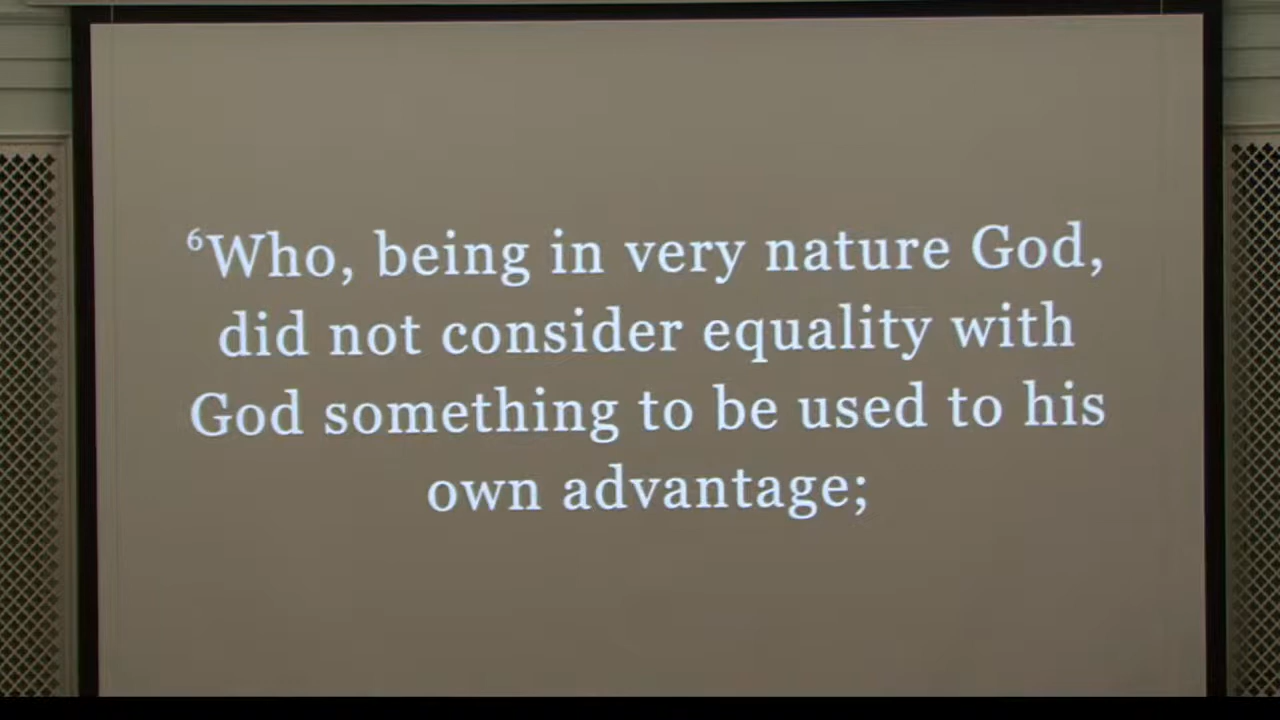 ⁶Who, being in very nature God,
did not consider equality with
God something to be used to his
own advantage;